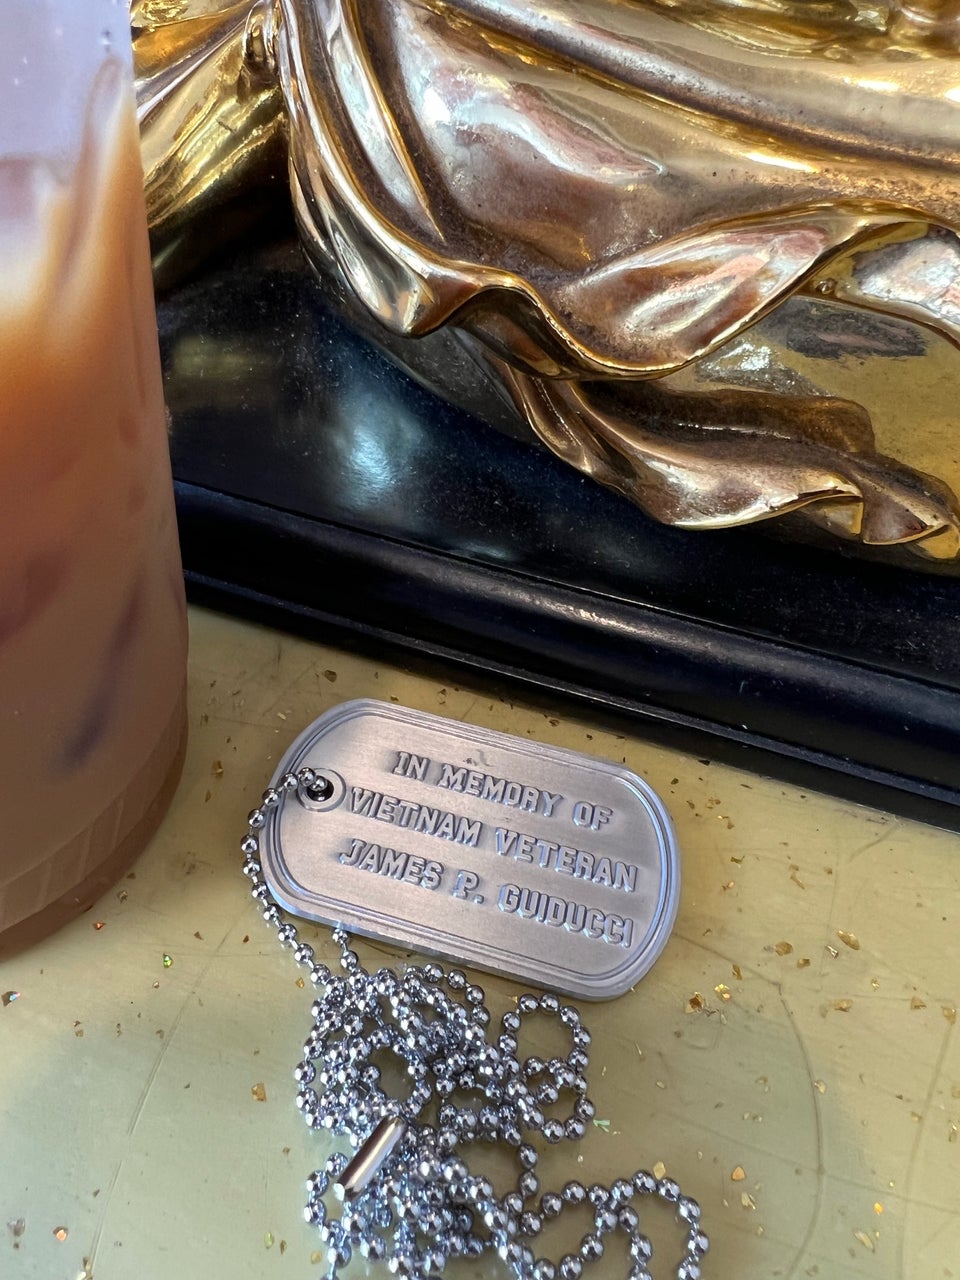 IN MEMORY OF
VIETNAM VETERAN
JAMES P. GUIDUCCI